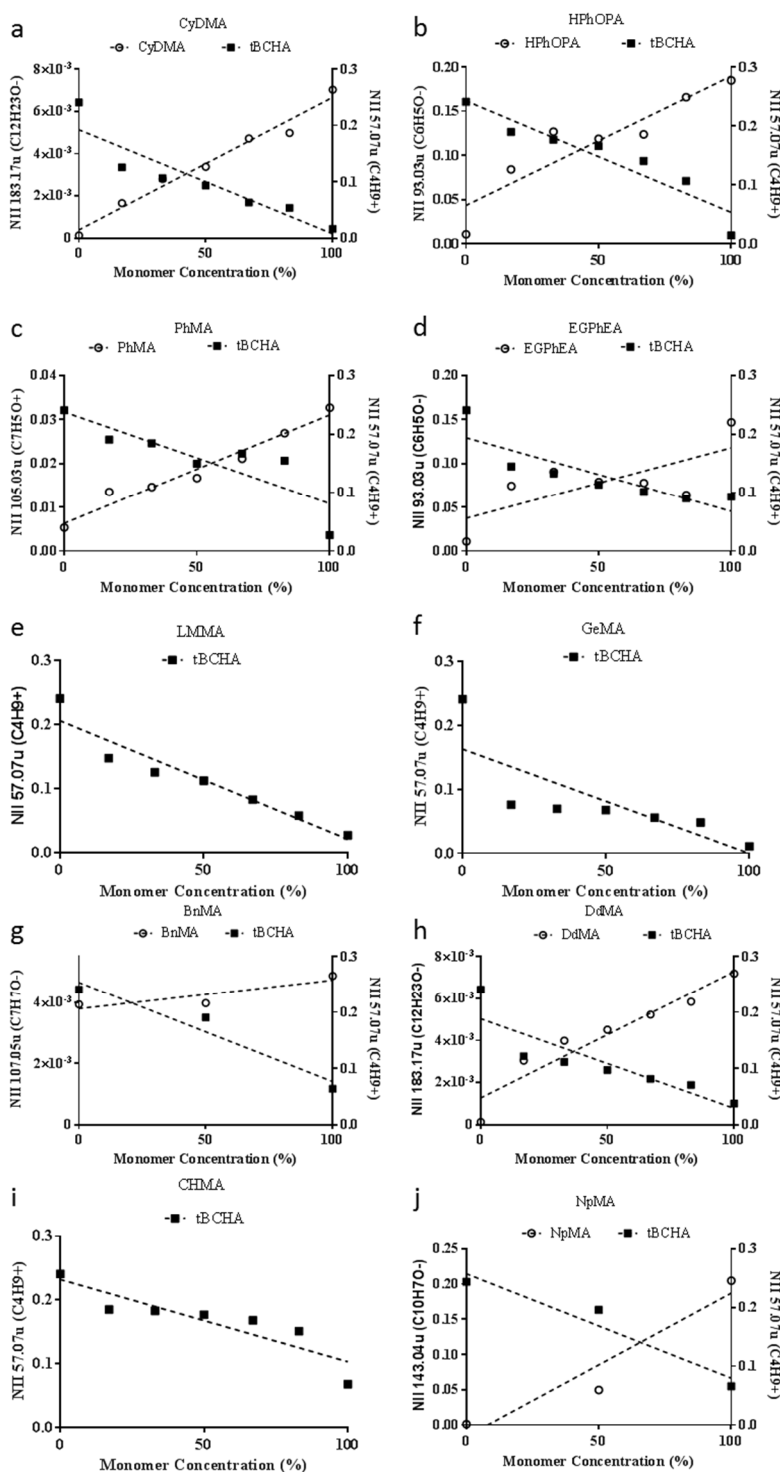 a
CyDMA
CyDMA tBCHA
NII 183.17u (C12H23O-)
8×10-3
6×10-3
4×10-3
2×10-3
0
0.3
0.2
0.1
0.0
NII 57.07u (C4H9+)
0 50 100
Monomer Concentration (%)
b
HPhOPA
HPhOPA tBCHA
NII 93.03u (C6H5O-)
0.20
0.15
0.10
0.05
0.00
0.3
0.2
0.1
0.0
NII 57.07u (C4H9+)
0 50 100
Monomer Concentration (%)
c
PhMA
PhMA tBCHA
NII 105.03u (C7H5O+)
0.04
0.03
0.02
0.01
0.00
0.3
0.2
0.1
0.0
NII 57.07u (C4H9+)
0 50 100
Monomer Concentration (%)
d
EGPhEA
EGPhEA tBCHA
NII 93.03u (C6H5O-)
0.20
0.15
0.10
0.05
0.00
0.3
0.2
0.1
0.0
NII 57.07u (C4H9+)
0 50 100
Monomer Concentration (%)
e
LMMA
tBCHA
NII 57.07u (C4H9+)
0.3
0.2
0.1
0.0
0 50 100
Monomer Concentration (%)
f
GeMA
tBCHA
NII 57.07u (C4H9+)
0.3
0.2
0.1
0.0
0 50 100
Monomer Concentration (%)
g
BnMA
BnMA tBCHA
NII 107.05u (C7H7O-)
4×10-3
2×10-3
0
0.3
0.2
0.1
0.0
NII 57.07u (C4H9+)
0 50 100
Monomer Concentration (%)
h
DdMA
DdMA tBCHA
NII 183.17u (C12H23O-)
8×10-3
6×10-3
4×10-3
2×10-3
0
0.3
0.2
0.1
0.0
NII 57.07u (C4H9+)
0 50 100
Monomer Concentration (%)
i
CHMA
tBCHA
NII 57.07u (C4H9+)
0.3
0.2
0.1
0.0
0 50 100
Monomer Concentration (%)
j
NpMA
NpMA tBCHA
NII 143.04u (C10H7O-)
0.25
0.20
0.15
0.10
0.05
0.00
0.3
0.2
0.1
0.0
NII 57.07u (C4H9+)
0 50 100
Monomer Concentration (%)